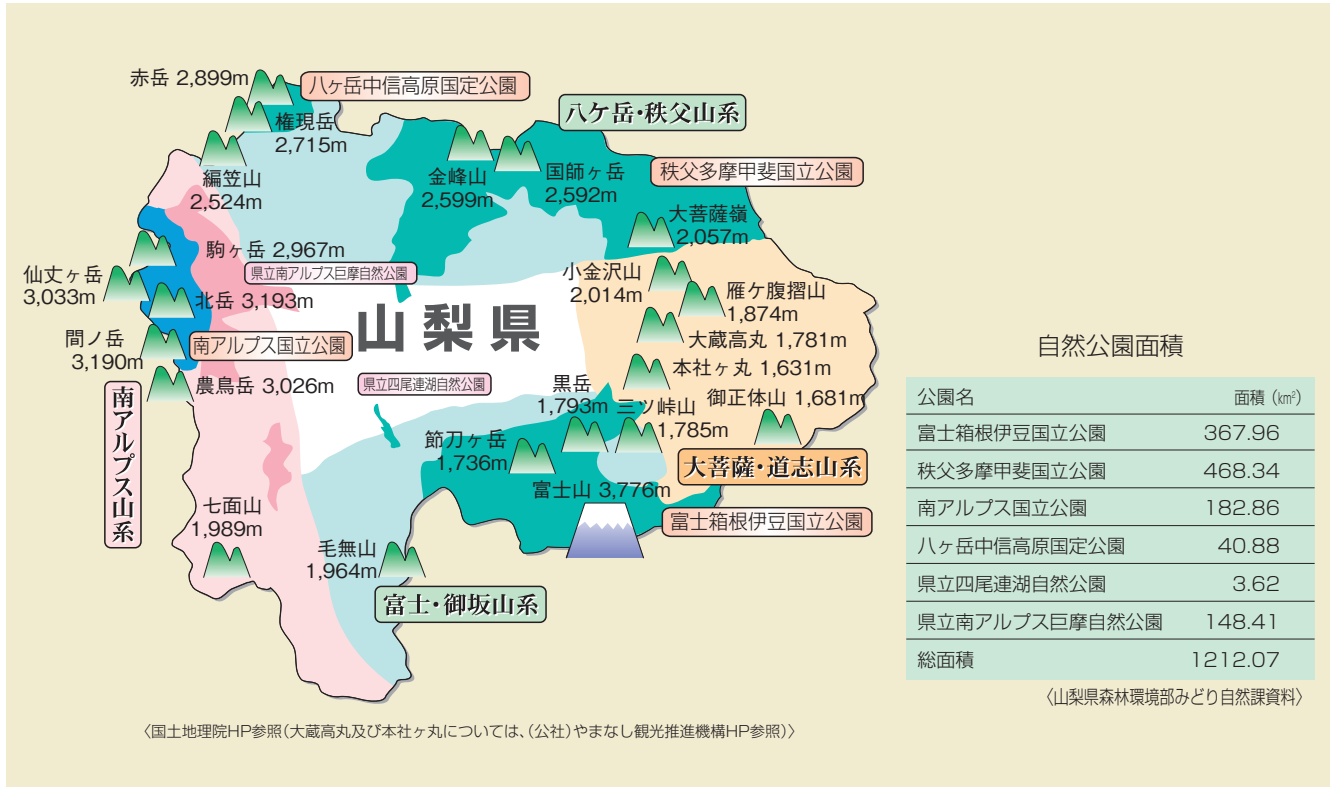 赤岳 2,899m
八ヶ岳中信高原国定公園
権現岳
2,715m
八ケ岳・秩父山系
編笠山
2,524m
金峰山
2,599m
国師ヶ岳
2,592m
秩父多摩甲斐国立公園
大菩薩嶺
2,057m
駒ヶ岳 2,967m
仙丈ヶ岳
3,033m
県立南アルプス巨摩自然公園
北岳 3,193m
小金沢山
2,014m
雁ケ腹摺山
1,874m
山梨県
間ノ岳
3,190m
南アルプス国立公園
大蔵高丸 1,781m
本社ヶ丸 1,631m
農鳥岳 3,026m
県立四尾連湖自然公園
黒岳
1,793m
三ツ峠山
1,785m
御正体山 1,681m
南アルプス山系
節刀ヶ岳
1,736m
大菩薩・道志山系
富士山 3,776m
富士箱根伊豆国立公園
七面山
1,989m
毛無山
1,964m
富士・御坂山系
〈国土地理院HP参照(大蔵高丸及び本社ヶ丸については、(公社)やまなし観光推進機構HP参照)〉
自然公園面積
公園名 面積(㎢)
富士箱根伊豆国立公園 367.96
秩父多摩甲斐国立公園 468.34
南アルプス国立公園 182.86
八ヶ岳中信高原国定公園 40.88
県立四尾連湖自然公園 3.62
県立南アルプス巨摩自然公園 148.41
総面積 1212.07
〈山梨県森林環境部みどり自然課資料〉